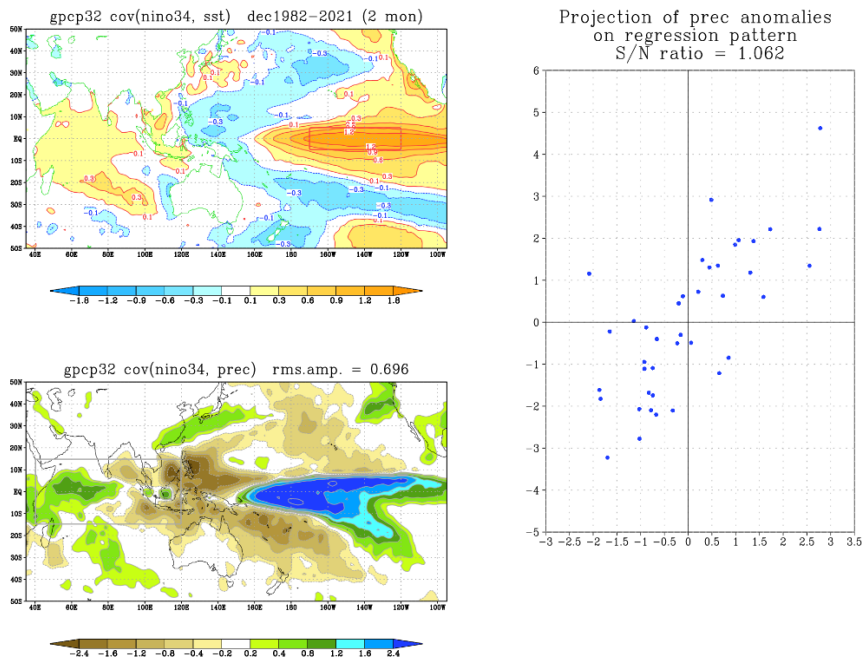 gpcp32 cov(nino34, sst) dec1982-2021 (2 mon)
50N
40N
30N
20N
10N
EQ
10S
20S
30S
40S
50S
40E 60E 80E 100E 120E 140E 160E 180 160W 140W 120W 100W
-1.8 -1.2 -0.9 -0.6 -0.3 -0.1 0.1 0.3 0.6 0.9 1.2 1.8
gpcp32 cov(nino34, prec) rms.amp. = 0.696
50N
40N
30N
20N
10N
EQ
10S
20S
30S
40S
50S
40E 60E 80E 100E 120E 140E 160E 180 160W 140W 120W 100W
-2.4 -1.6 -1.2 -0.8 -0.4 -0.2 0.2 0.4 0.8 1.2 1.6 2.4
Projection of prec anomalies
on regression pattern
S/N ratio = 1.062
6
5
4
3
2
1
0
-1
-2
-3
-4
-5
-3 -2.5 -2 -1.5 -1 -0.5 0 0.5 1 1.5 2 2.5 3 3.5